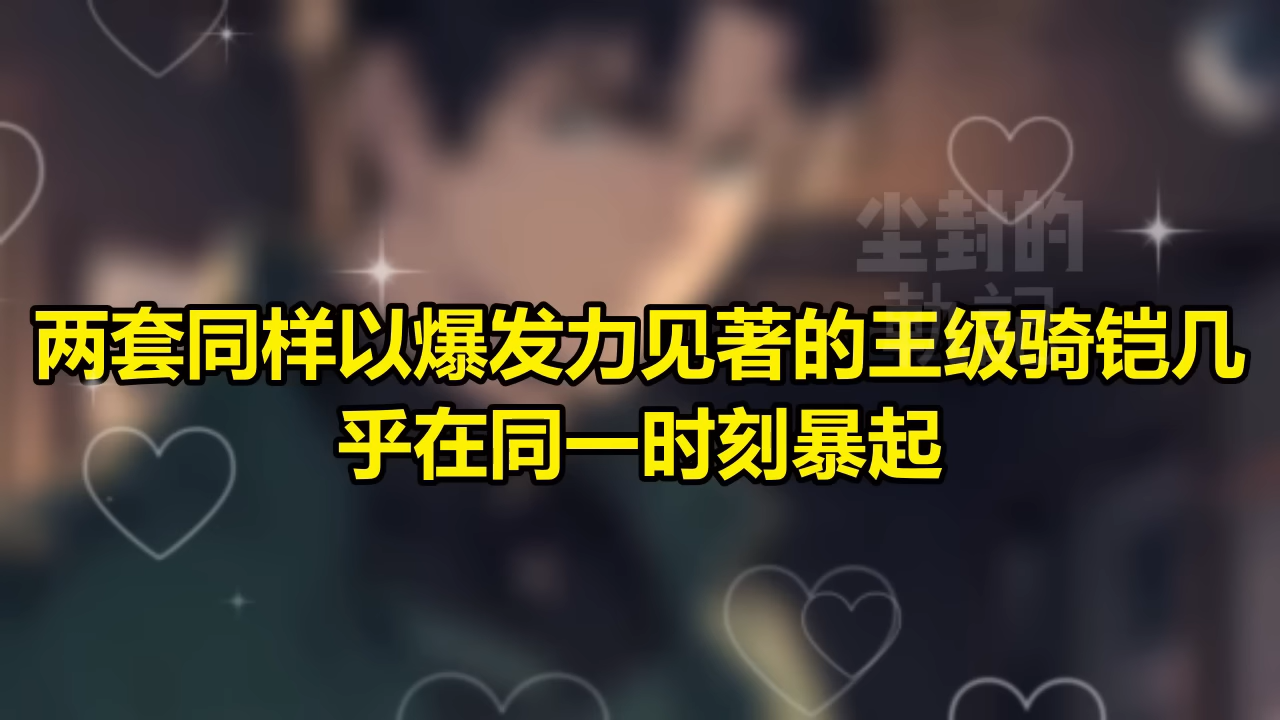 尘封的
两套同样以爆发力见著的王级骑铠几
乎在同一时刻暴起